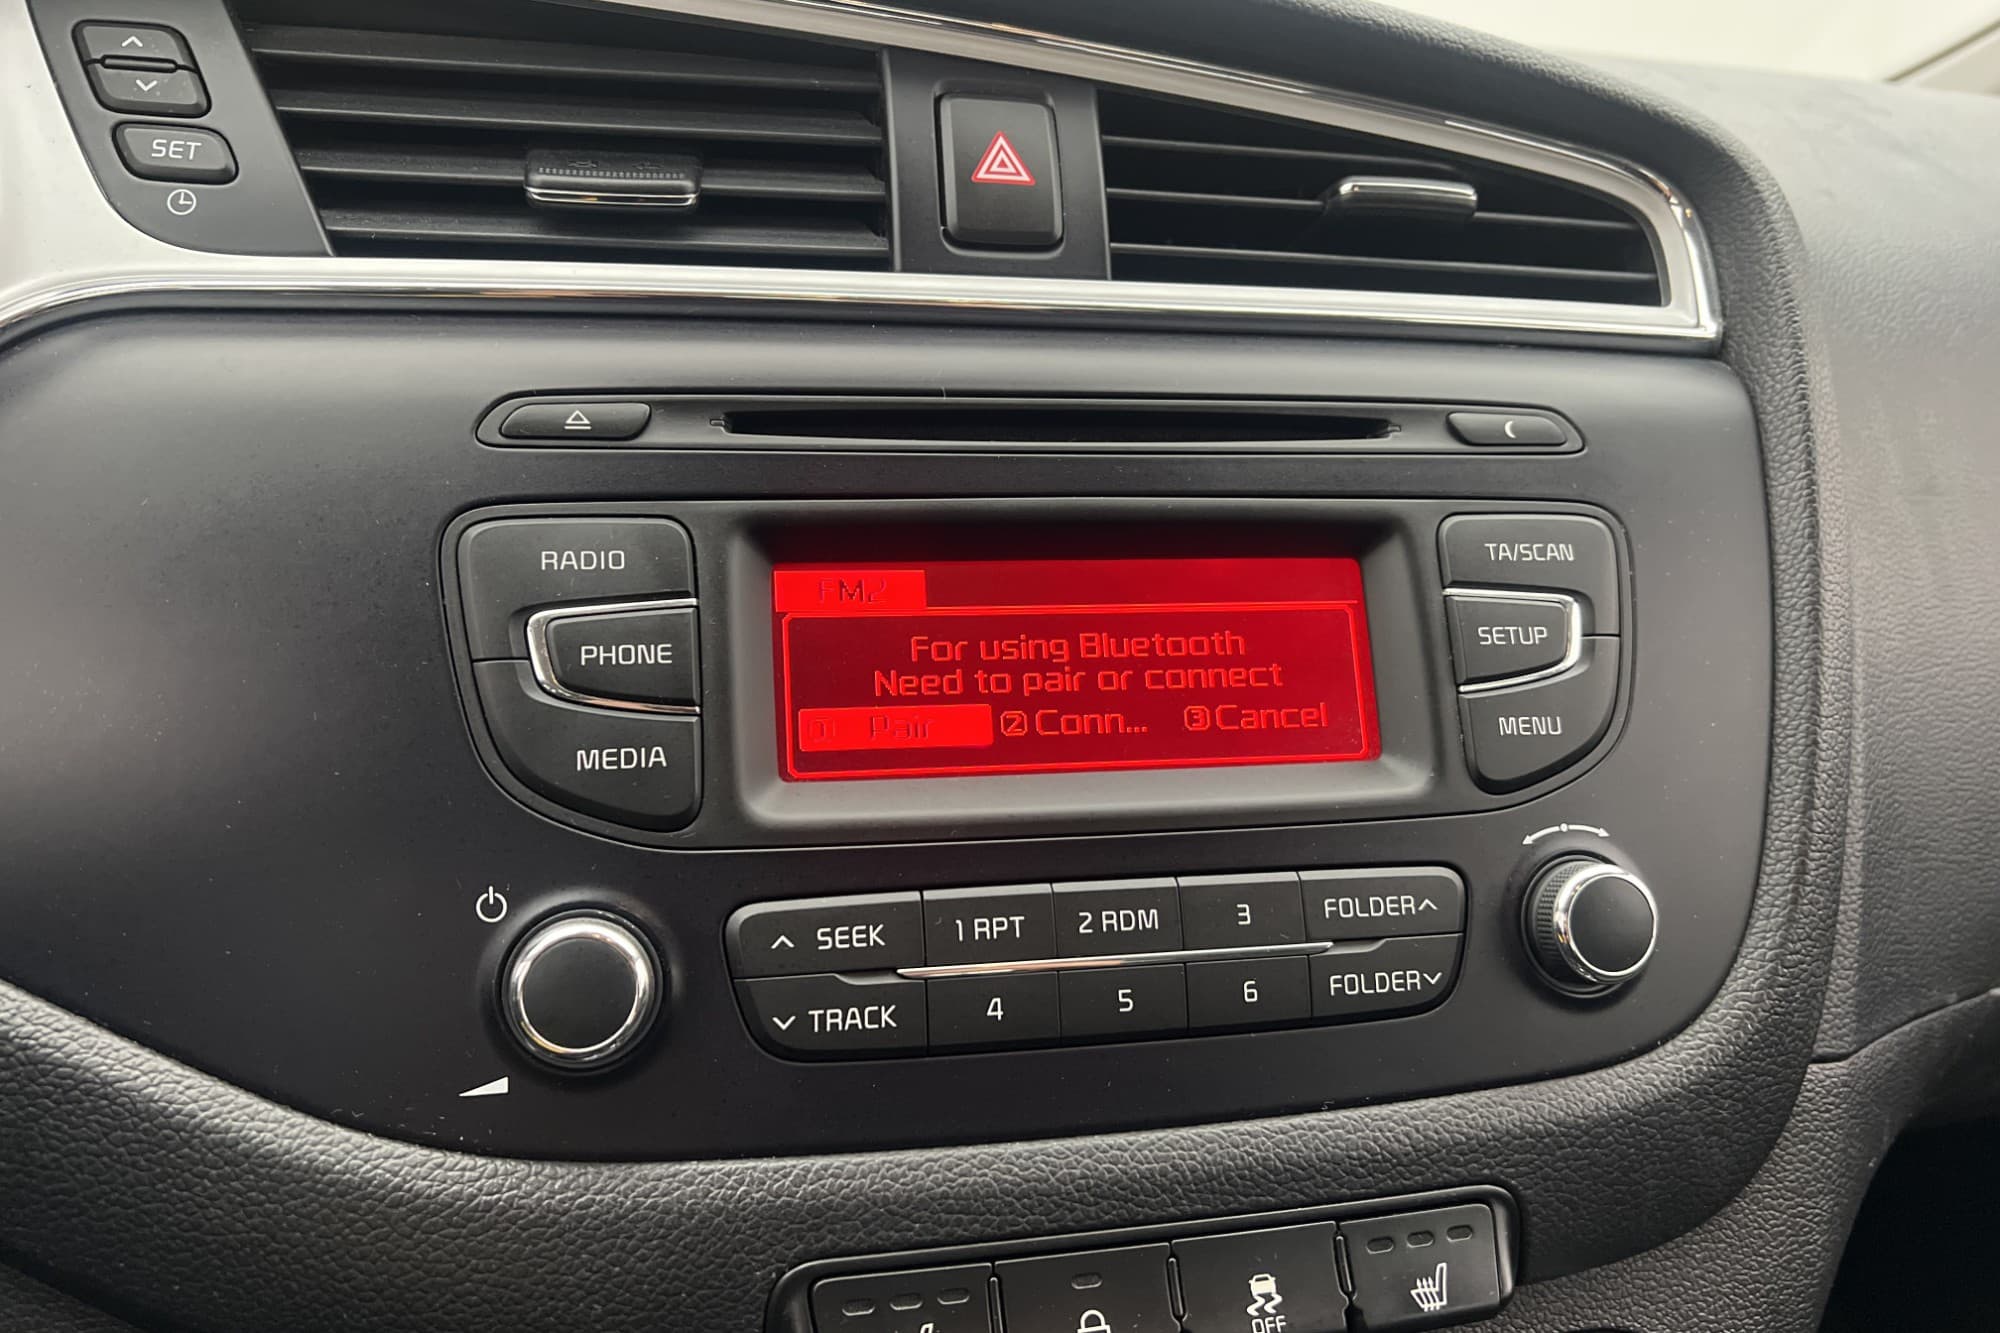 SET
RADIO
PHONE
MEDIA
FM2
For using Bluetooth
Need to pair or connect
1 Pair 2 Conn... 3 Cancel
TA/SCAN
SETUP
MENU
SEEK 1 RPT 2 RDM 3 FOLDER
TRACK 4 5 6 FOLDER
OFF